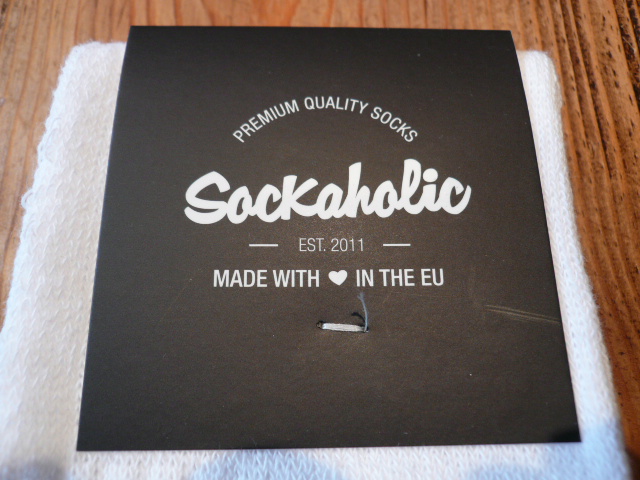 PREMIUM QUALITY SOCKS
Sockaholic
EST. 2011
MADE WITH ♥ IN THE EU